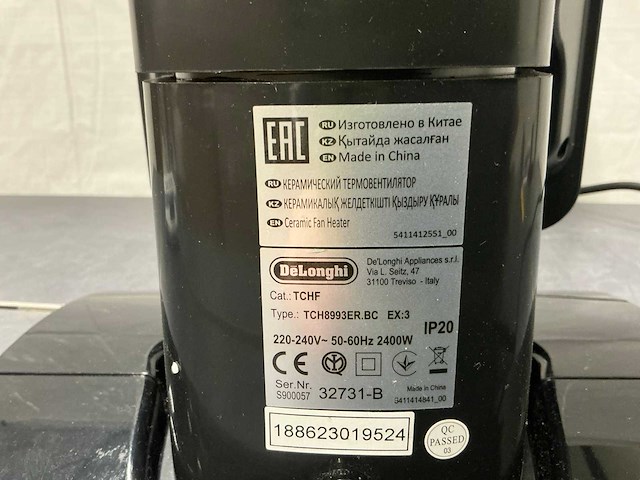 EAC
RU Изготовлено в Китае
KZ Қытайда жасалған
EN Made in China
RU КЕРАМИЧЕСКИЙ ТЕРМОВЕНТИЛЯТОР
KZ КЕРАМИКАЛЫҚ ЖЕЛДЕТКІШТІ ҚЫЗДЫРУ ҚҰРАЛЫ
EN Ceramic Fan Heater
5411412551_00
DeLonghi
De'Longhi Appliances s.r.l.
Via L. Seitz, 47
31100 Treviso - Italy
Cat.: TCHF
Type.: TCH8993ER.BC EX:3
IP20
220-240V~ 50-60Hz 2400W
CE
Ser.Nr.
S900057 32731-B
Made in China
5411414841_00
188623019524
QC
PASSED
03